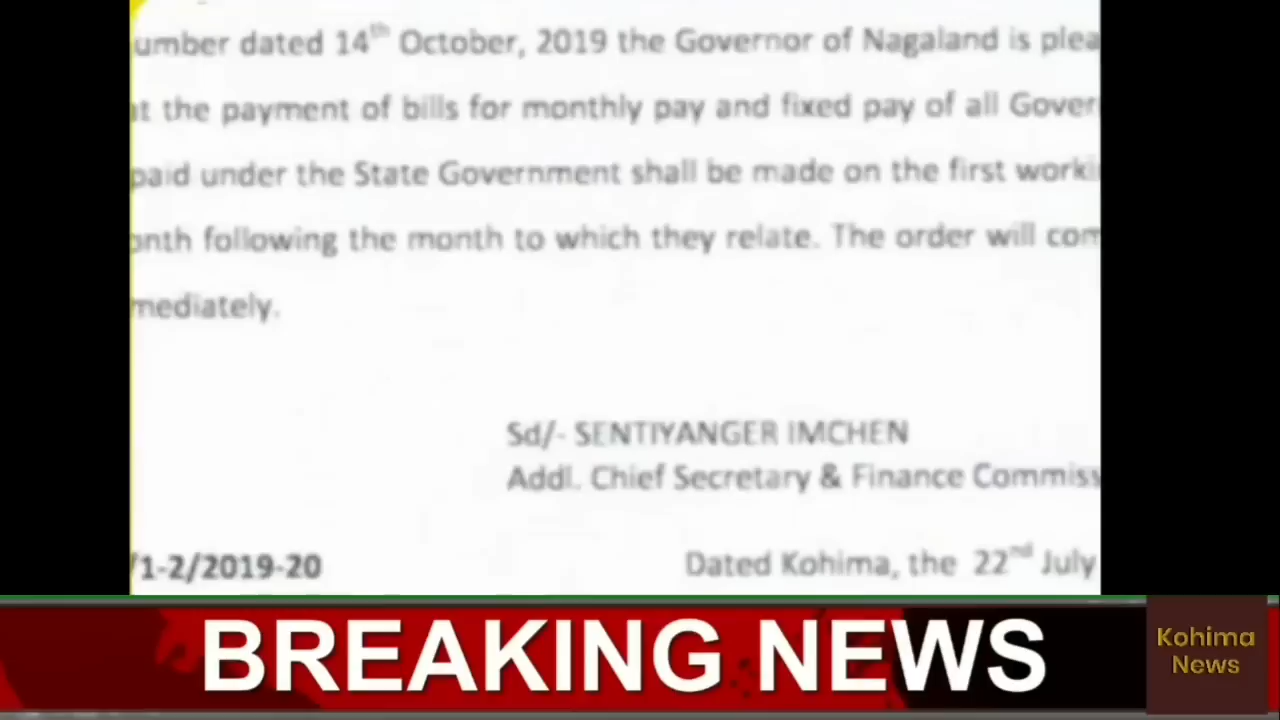 umber dated 14th October, 2019 the Governor of Nagaland is plea
at the payment of bills for monthly pay and fixed pay of all Gover
paid under the State Government shall be made on the first worki
onth following the month to which they relate. The order will com
mediately.
Sd/- SENTIYANGER IMCHEN
Addl. Chief Secretary & Finance Commiss
/1-2/2019-20
Dated Kohima, the 22nd July
BREAKING NEWS
Kohima
News